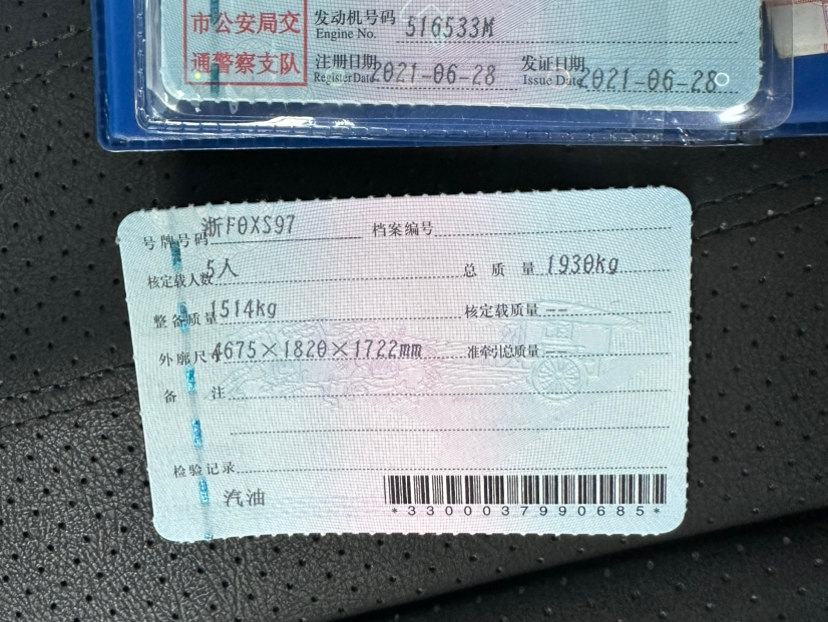 市公安局交
通警察支队
发动机号码 516533M
Engine No.
注册日期 2021-06-28 发证日期 2021-06-28
Register Date Issue Date
号牌号码 浙F0XS97 档案编号
核定载人数 5人 总质量 1930kg
整备质量 1514kg 核定载质量 --
外廓尺寸 4675×1820×1722mm 准牵引总质量 --
备注
检验记录
汽油
*3300037990685*